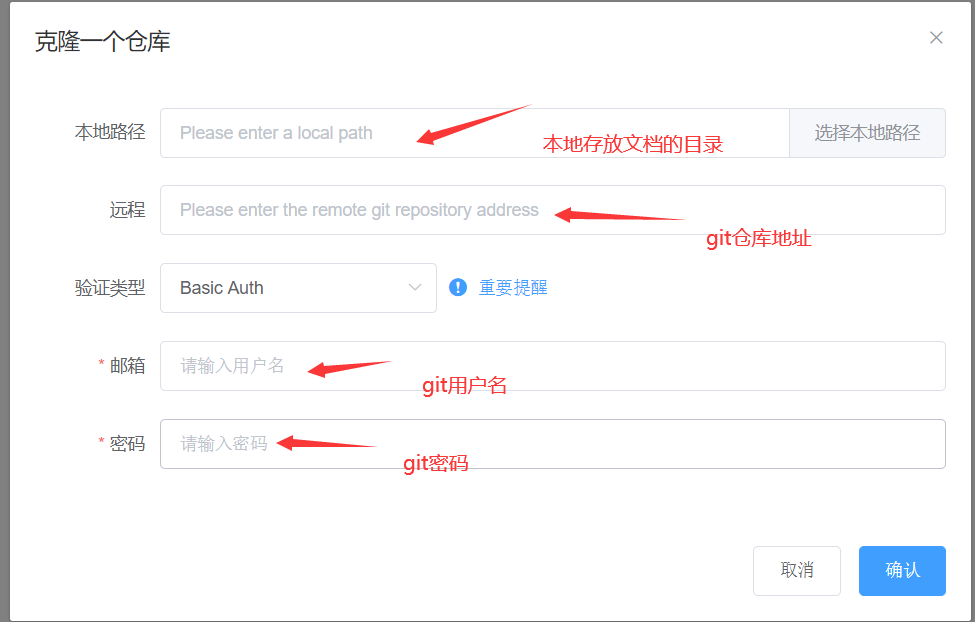 克隆一个仓库
本地路径
Please enter a local path
本地存放文档的目录
选择本地路径
远程
Please enter the remote git repository address
git仓库地址
验证类型
Basic Auth
重要提醒
* 邮箱
请输入用户名
git用户名
* 密码
请输入密码
git密码
取消
确认